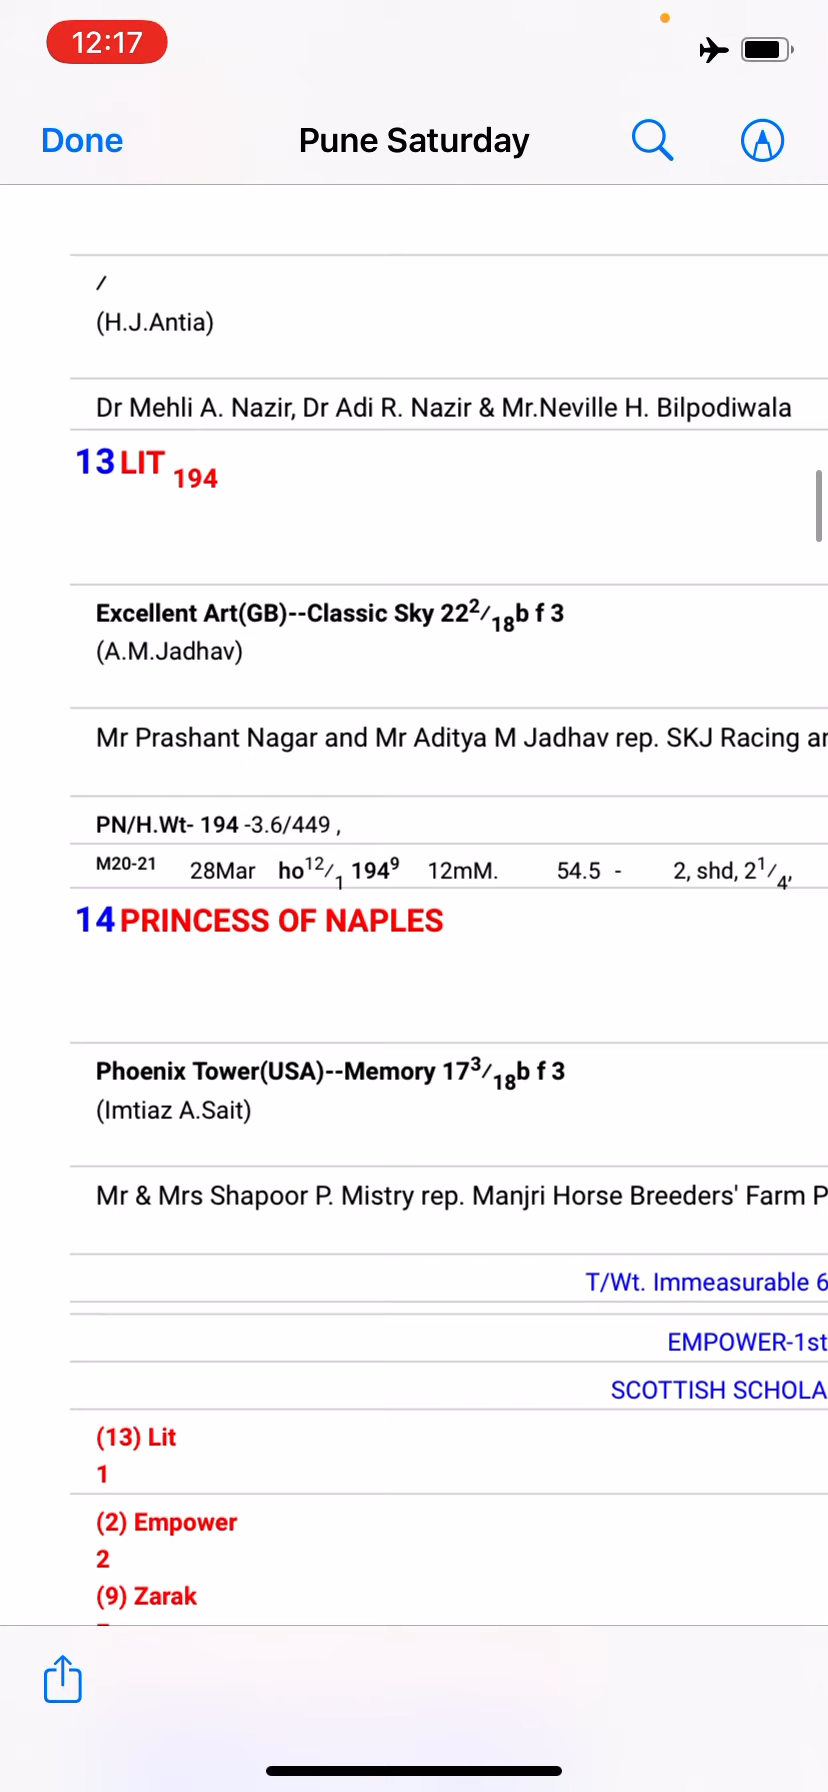 12:17
Done
Pune Saturday
/
(H.J.Antia)
Dr Mehli A. Nazir, Dr Adi R. Nazir & Mr.Neville H. Bilpodiwala
13 LIT 194
Excellent Art(GB)--Classic Sky 22²/₁₈b f 3
(A.M.Jadhav)
Mr Prashant Nagar and Mr Aditya M Jadhav rep. SKJ Racing ar
PN/H.Wt- 194 -3.6/449 ,
M20-21 28Mar ho¹²/₁ 194⁹ 12mM. 54.5 - 2, shd, 2¹/₄,
14 PRINCESS OF NAPLES
Phoenix Tower(USA)--Memory 17³/₁₈b f 3
(Imtiaz A.Sait)
Mr & Mrs Shapoor P. Mistry rep. Manjri Horse Breeders' Farm P
T/Wt. Immeasurable 6
EMPOWER-1st
SCOTTISH SCHOLA
(13) Lit
1
(2) Empower
2
(9) Zarak